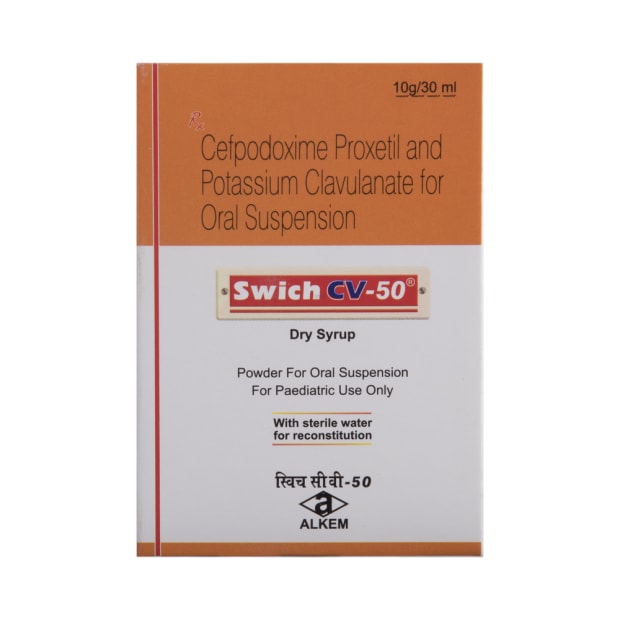 10g/30 ml
Rx
Cefpodoxime Proxetil and
Potassium Clavulanate for
Oral Suspension
Swich CV-50®
Dry Syrup
Powder For Oral Suspension
For Paediatric Use Only
With sterile water
for reconstitution
स्विच सी वी-50
a
ALKEM